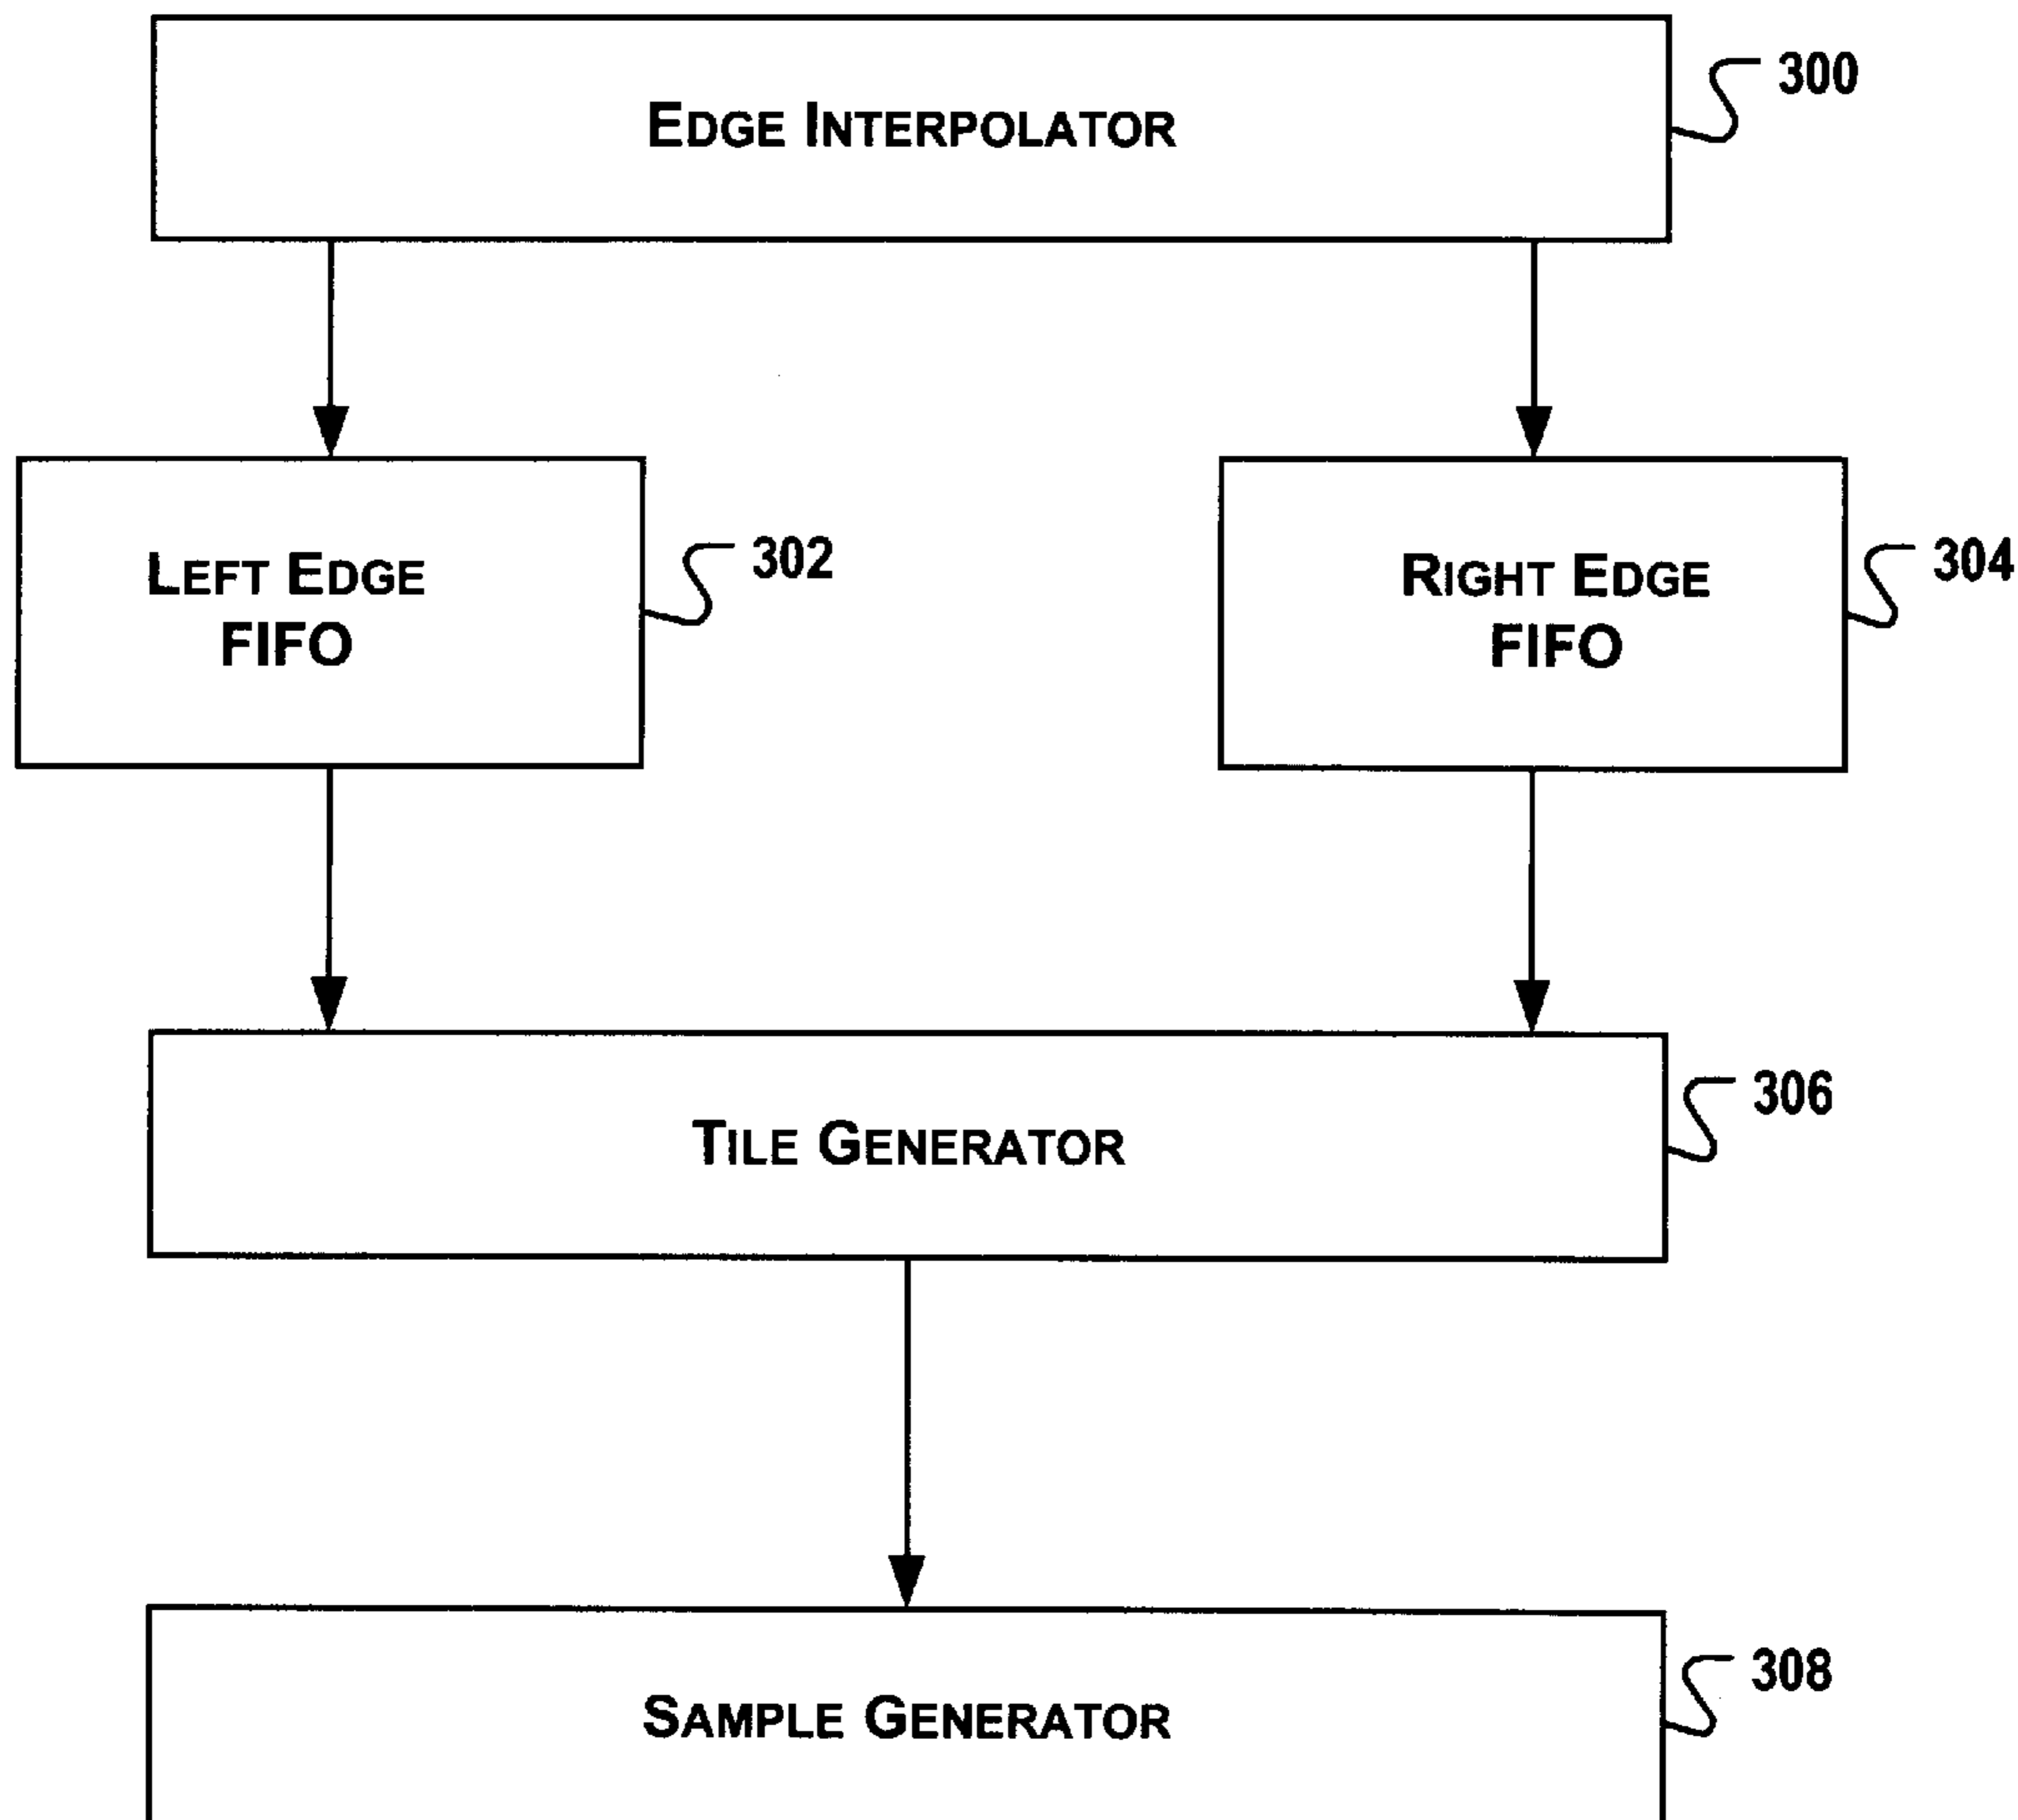 EDGE INTERPOLATOR
300
LEFT EDGE
FIFO
302
RIGHT EDGE
FIFO
304
TILE GENERATOR
306
SAMPLE GENERATOR
308